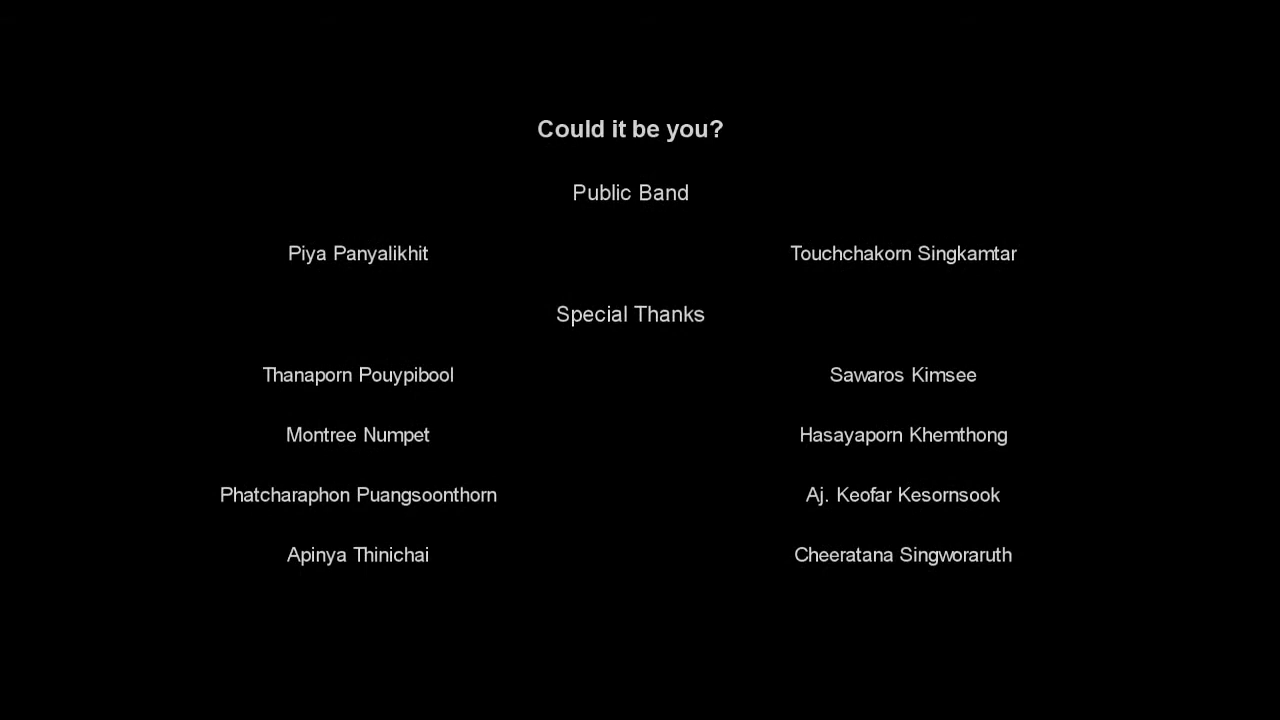 Could it be you?
Public Band
Piya Panyalikhit Touchchakorn Singkamtar
Special Thanks
Thanaporn Pouypibool Sawaros Kimsee
Montree Numpet Hasayaporn Khemthong
Phatcharaphon Puangsoonthorn Aj. Keofar Kesornsook
Apinya Thinichai Cheeratana Singworaruth